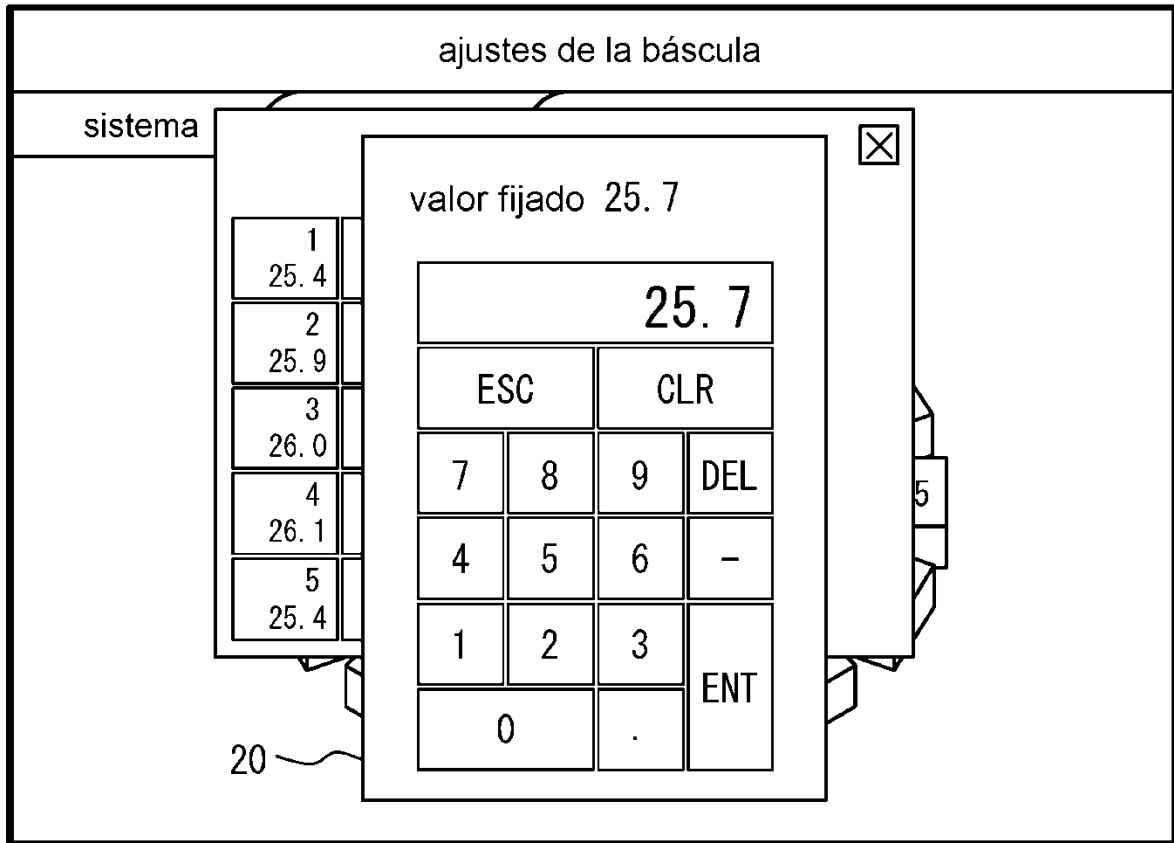 ajustes de la báscula
sistema
valor fijado 25.7
25.7
1
25.4
2
25.9
3
26.0
4
26.1
5
25.4
ESC CLR
7 8 9 DEL
4 5 6 -
1 2 3
ENT
0 .
5
20